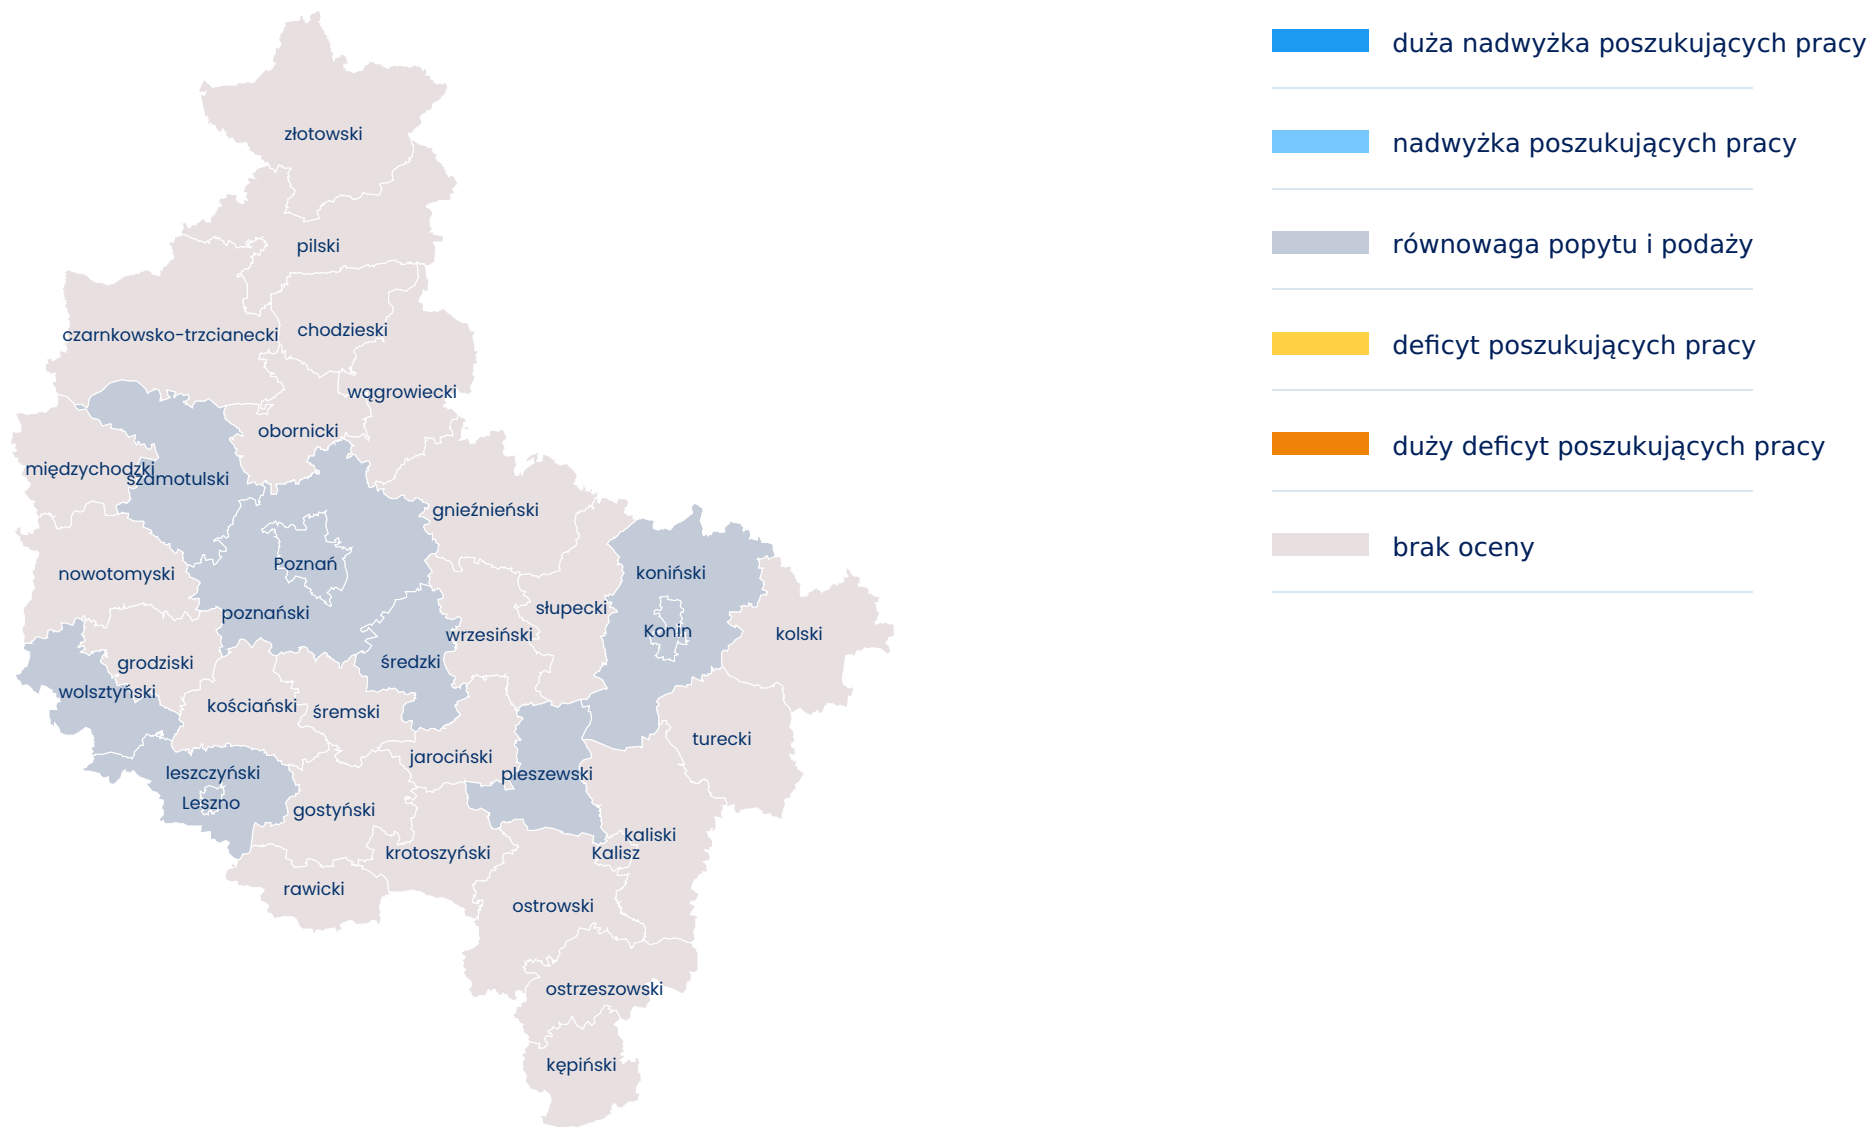 złotowski
pilski
czarnkowsko-trzcianecki
chodzieski
wągrowiecki
obornicki
międzychodzki
szamotulski
gnieźnieński
nowotomyski
Poznań
poznański
koniński
słupecki
Konin
kolski
wrzesiński
średzki
grodziski
wolsztyński
kościański
śremski
turecki
jarociński
leszczyński
pleszewski
Leszno
gostyński
kaliski
Kalisz
krotoszyński
rawicki
ostrowski
ostrzeszowski
kępiński
duża nadwyżka poszukujących pracy
nadwyżka poszukujących pracy
równowaga popytu i podaży
deficyt poszukujących pracy
duży deficyt poszukujących pracy
brak oceny